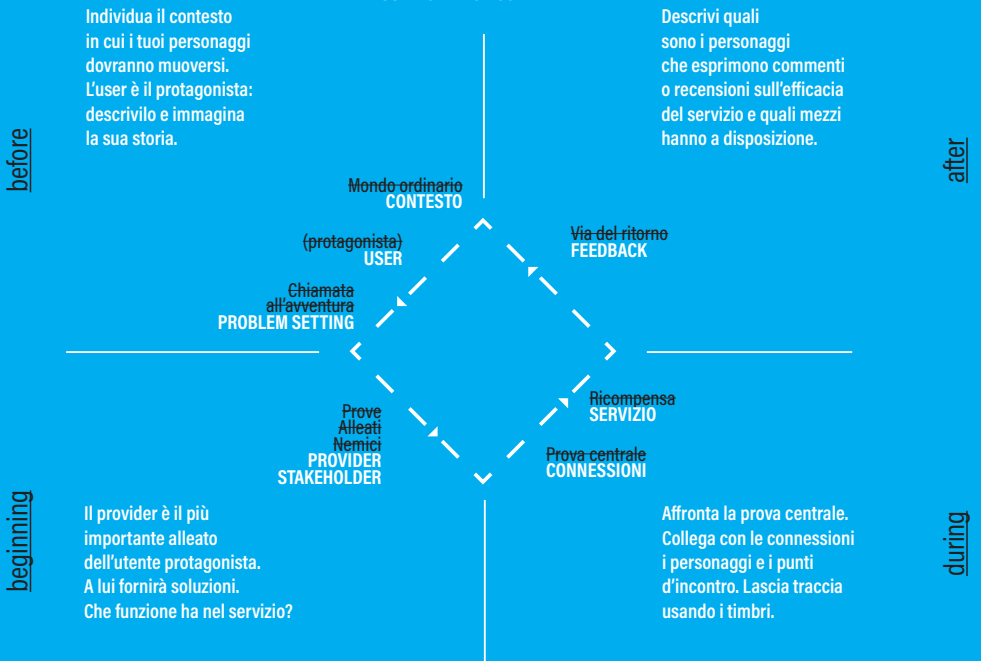 Individua il contesto
in cui i tuoi personaggi
dovranno muoversi.
L'user è il protagonista:
descrivilo e immagina
la sua storia.
Descrivi quali
sono i personaggi
che esprimono commenti
o recensioni sull'efficacia
del servizio e quali mezzi
hanno a disposizione.
before
after
Mondo ordinario
CONTESTO
(protagonista)
USER
Chiamata
all'avventura
PROBLEM SETTING
Via del ritorno
FEEDBACK
Prove
Alleati
Nemici
PROVIDER
STAKEHOLDER
Ricompensa
SERVIZIO
Prova centrale
CONNESSIONI
beginning
during
Il provider è il più
importante alleato
dell'utente protagonista.
A lui fornirà soluzioni.
Che funzione ha nel servizio?
Affronta la prova centrale.
Collega con le connessioni
i personaggi e i punti
d'incontro. Lascia traccia
usando i timbri.